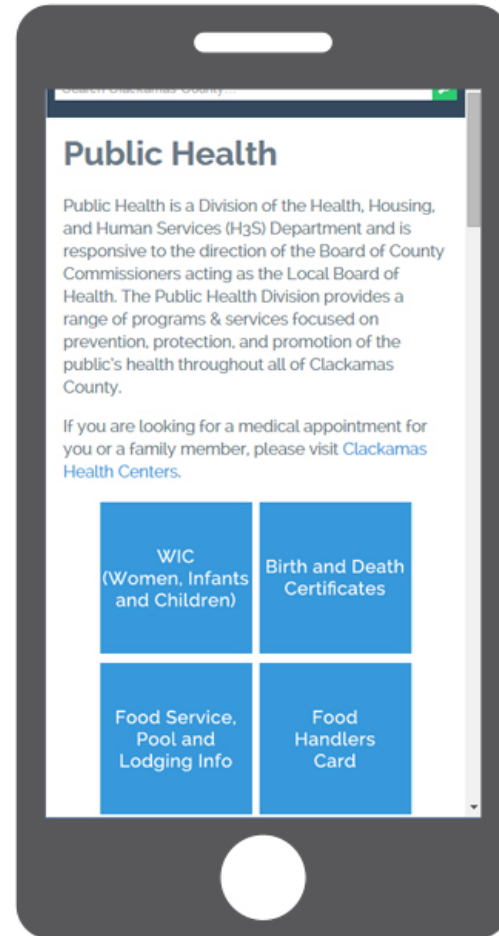 Search Clackamas County...
Public Health
Public Health is a Division of the Health, Housing,
and Human Services (H3S) Department and is
responsive to the direction of the Board of County
Commissioners acting as the Local Board of
Health. The Public Health Division provides a
range of programs & services focused on
prevention, protection, and promotion of the
public's health throughout all of Clackamas
County.
If you are looking for a medical appointment for
you or a family member, please visit Clackamas
Health Centers.
WIC
(Women, Infants
and Children)
Birth and Death
Certificates
Food Service,
Pool and
Lodging Info
Food
Handlers
Card